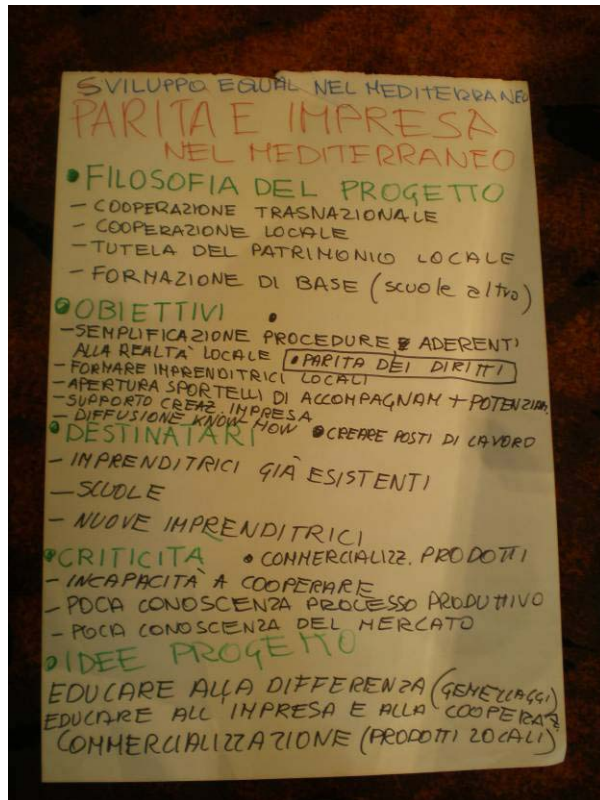 SVILUPPO EQUAL NEL MEDITERRANEO
PARITA E IMPRESA
NEL MEDITERRANEO
• FILOSOFIA DEL PROGETTO
- COOPERAZIONE TRASNAZIONALE
- COOPERAZIONE LOCALE
- TUTELA DEL PATRIMONIO LOCALE
- FORMAZIONE DI BASE (scuole altro)
• OBIETTIVI •
- SEMPLIFICAZIONE PROCEDURE ADERENTI
ALLA REALTÀ LOCALE • PARITA DEI DIRITTI
- FORMARE IMPRENDITRICI LOCALI
- APERTURA SPORTELLI DI ACCOMPAGNAM + POTENZIAM.
- SUPPORTO CREAZ. IMPRESA
- DIFFUSIONE KNOW HOW
• DESTINATARI • CREARE POSTI DI LAVORO
- IMPRENDITRICI GIÀ ESISTENTI
- SCUOLE
- NUOVE IMPRENDITRICI
• CRITICITÀ • COMMERCIALIZZ. PRODOTTI
- INCAPACITÀ A COOPERARE
- POCA CONOSCENZA PROCESSO PRODUTTIVO
- POCA CONOSCENZA DEL MERCATO
• IDEE PROGETTO
EDUCARE ALLA DIFFERENZA (GEMELLAGGI)
EDUCARE ALL IMPRESA E ALLA COOPERAZ.
COMMERCIALIZZAZIONE (PRODOTTI LOCALI)